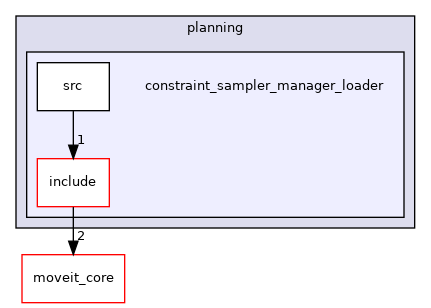 planning
src
constraint_sampler_manager_loader
1
include
2
moveit_core